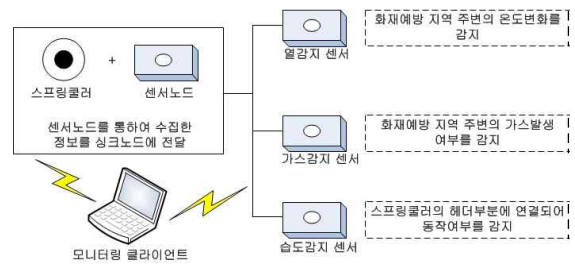 +
스프링쿨러
센서노드
센서노드를 통하여 수집한
정보를 싱크노드에 전달
모니터링 클라이언트
열감지 센서
화재예방 지역 주변의 온도변화를
감지
가스감지 센서
화재예방 지역 주변의 가스발생
여부를 감지
습도감지 센서
스프링쿨러의 헤더부분에 연결되어
동작여부를 감지